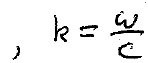 , k = ω/c